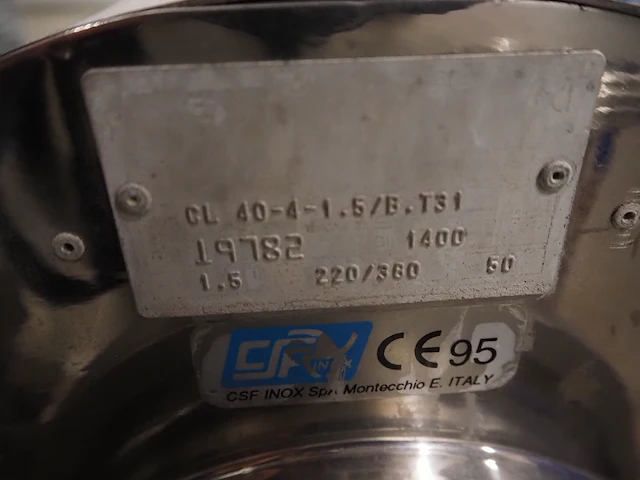 CL 40-4-1.5/B.T31
19782 1400
1.5 220/380 50
CSF INOX
CE 95
CSF INOX SpA Montecchio E. ITALY